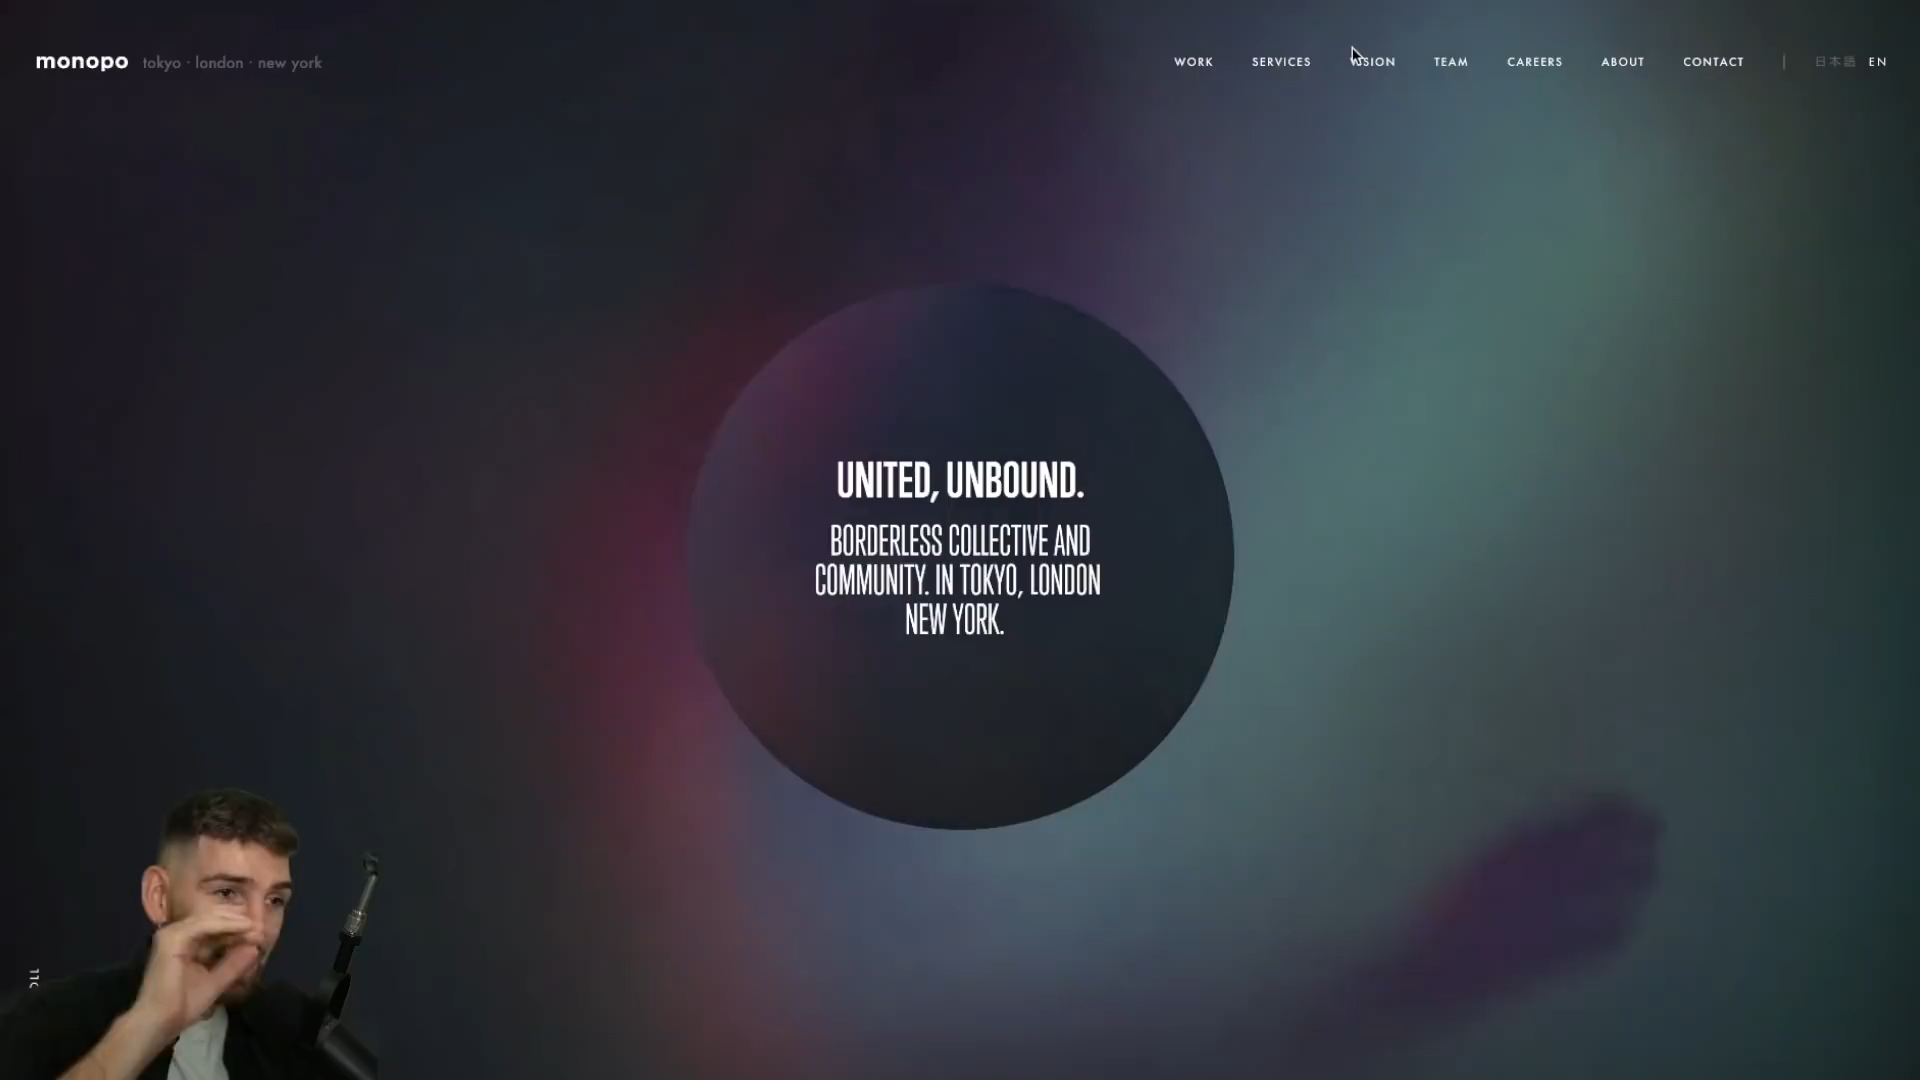 monopo tokyo · london · new york
WORK SERVICES VISION TEAM CAREERS ABOUT CONTACT | 日本語 EN
UNITED, UNBOUND.
BORDERLESS COLLECTIVE AND
COMMUNITY. IN TOKYO, LONDON
NEW YORK.